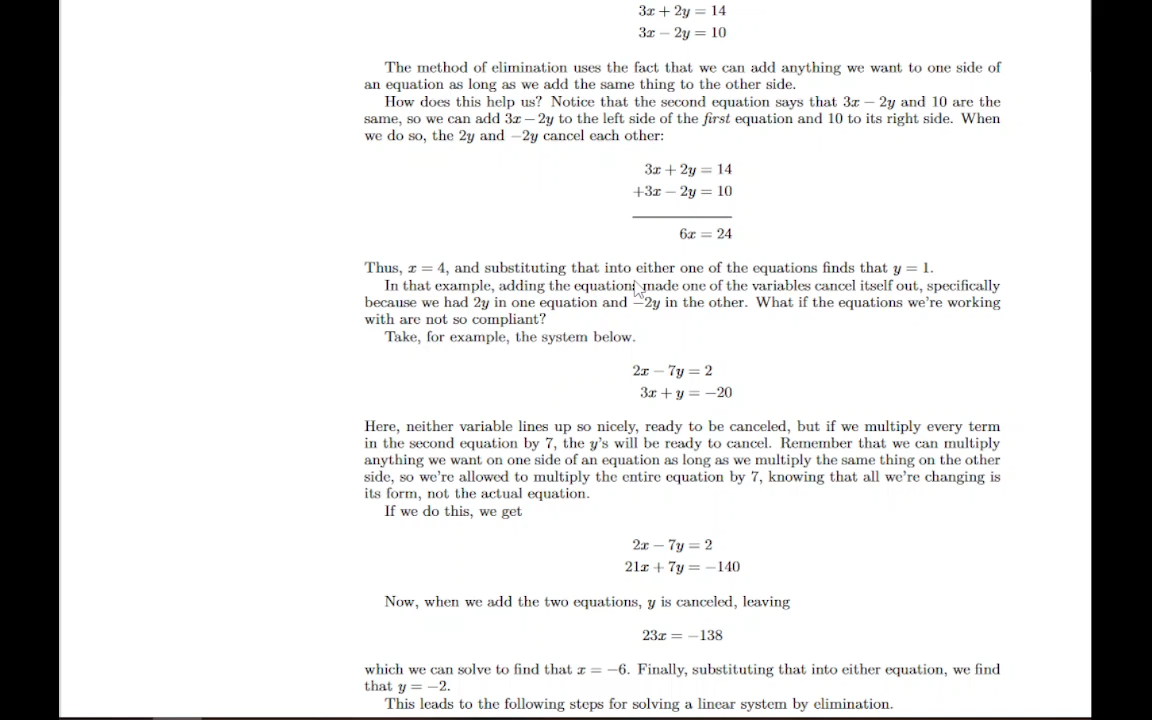 3x + 2y = 14
3x − 2y = 10
The method of elimination uses the fact that we can add anything we want to one side of
an equation as long as we add the same thing to the other side.
How does this help us? Notice that the second equation says that 3x − 2y and 10 are the
same, so we can add 3x − 2y to the left side of the first equation and 10 to its right side. When
we do so, the 2y and −2y cancel each other:
3x + 2y = 14
+3x − 2y = 10
6x = 24
Thus, x = 4, and substituting that into either one of the equations finds that y = 1.
In that example, adding the equations made one of the variables cancel itself out, specifically
because we had 2y in one equation and −2y in the other. What if the equations we're working
with are not so compliant?
Take, for example, the system below.
2x − 7y = 2
3x + y = −20
Here, neither variable lines up so nicely, ready to be canceled, but if we multiply every term
in the second equation by 7, the y's will be ready to cancel. Remember that we can multiply
anything we want on one side of an equation as long as we multiply the same thing on the other
side, so we're allowed to multiply the entire equation by 7, knowing that all we're changing is
its form, not the actual equation.
If we do this, we get
2x − 7y = 2
21x + 7y = −140
Now, when we add the two equations, y is canceled, leaving
23x = −138
which we can solve to find that x = −6. Finally, substituting that into either equation, we find
that y = −2.
This leads to the following steps for solving a linear system by elimination.